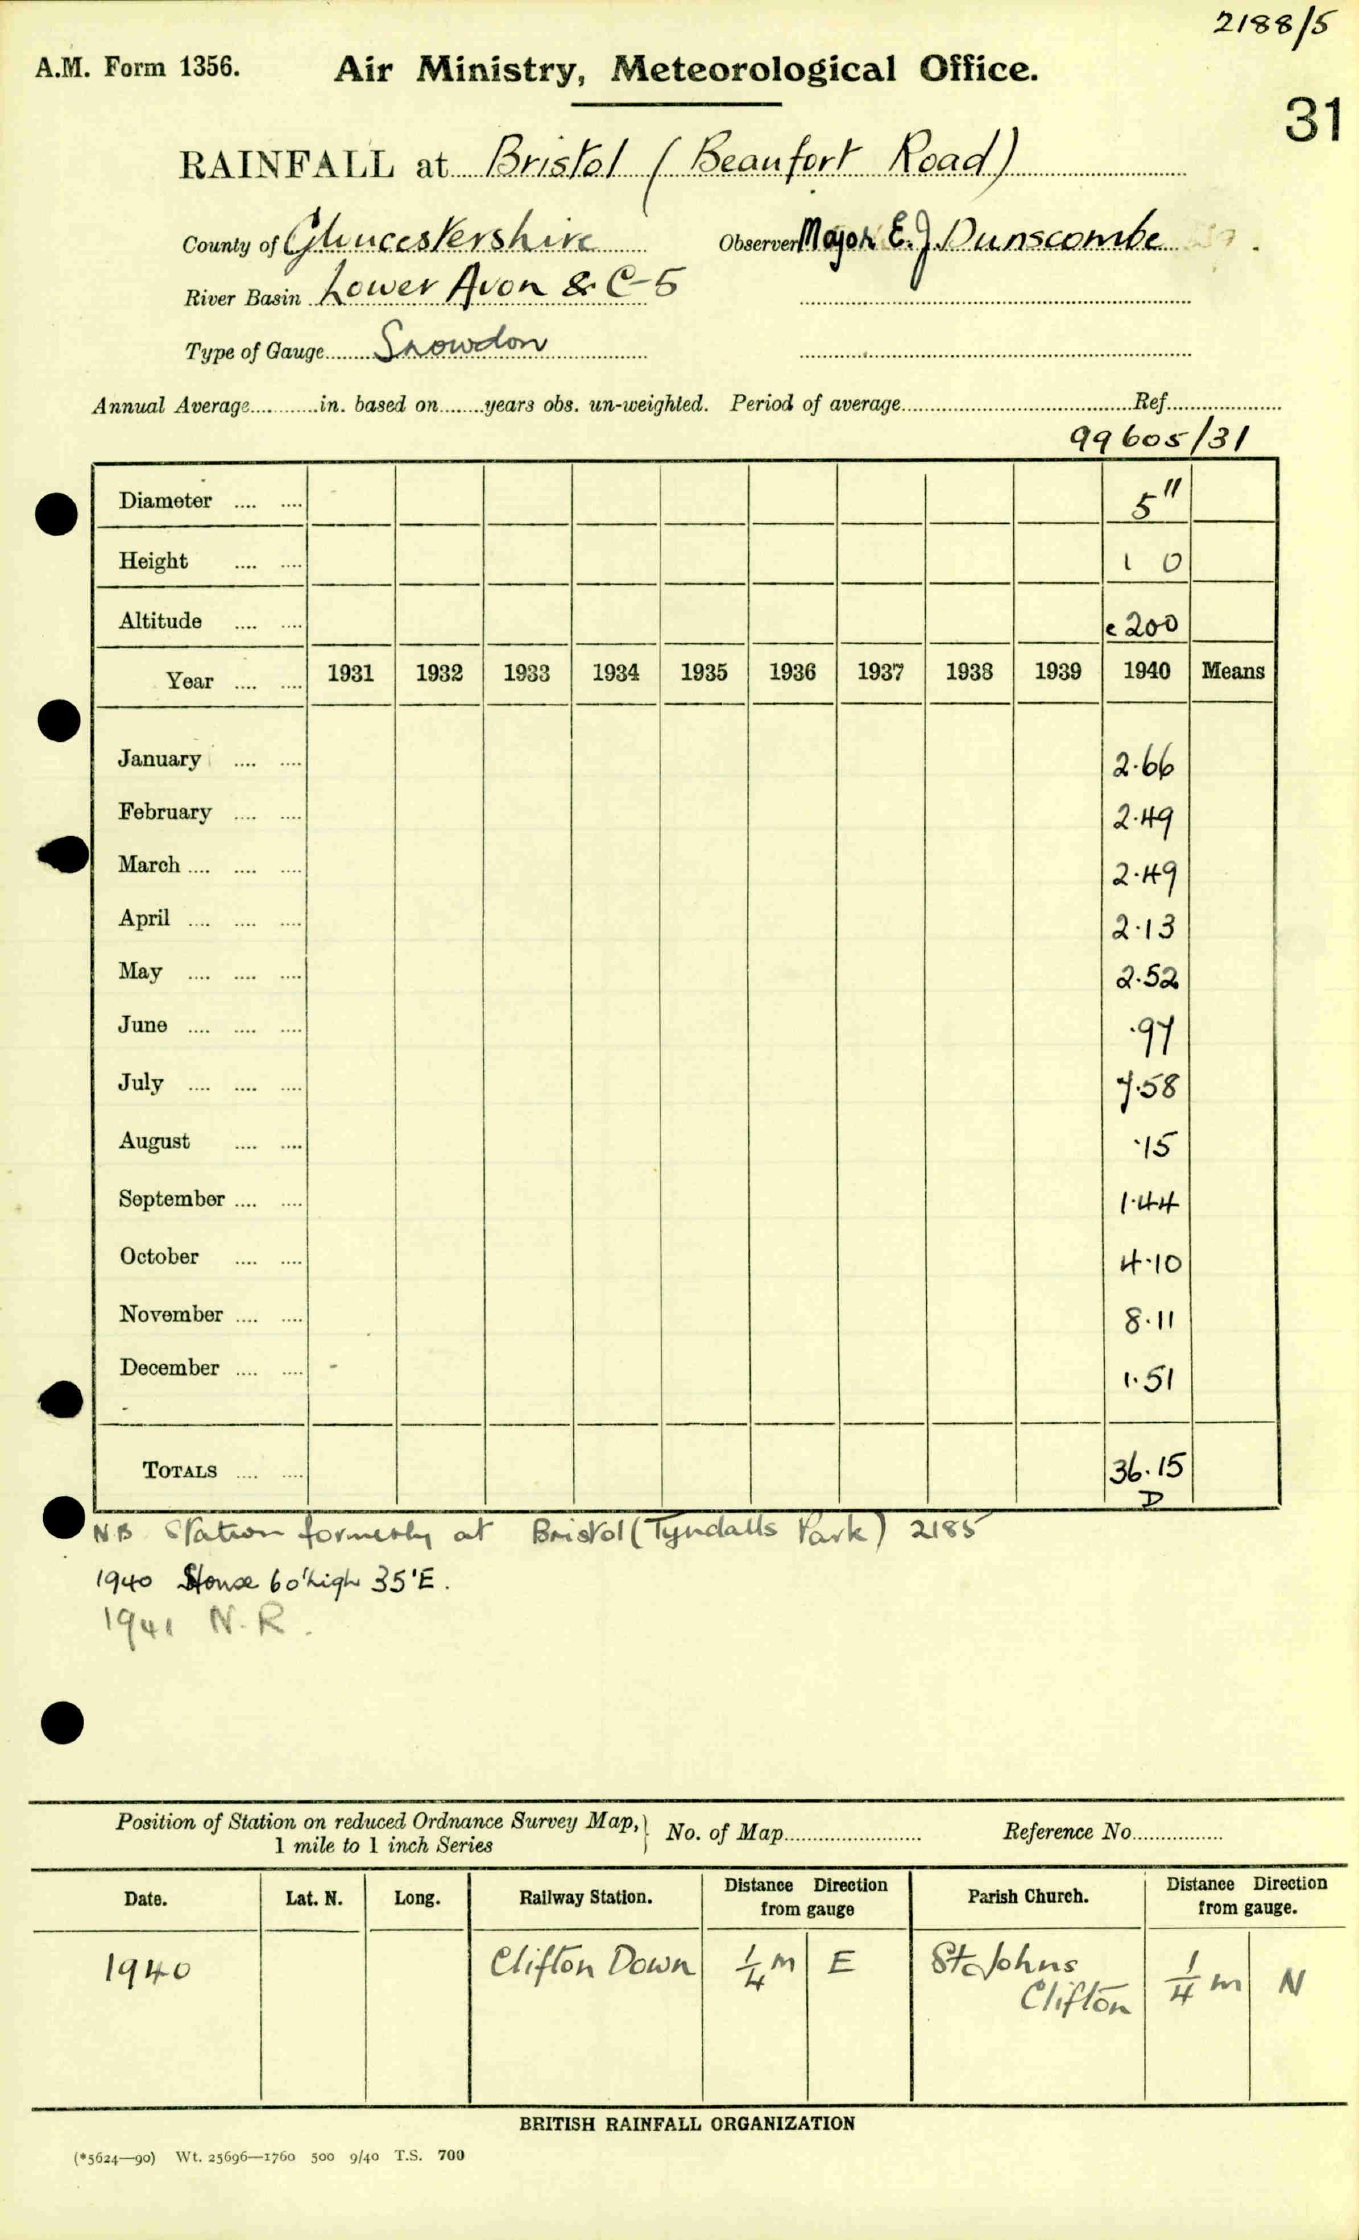 2188/5
A.M. Form 1356. Air Ministry, Meteorological Office.
31
RAINFALL at Bristol (Beaufort Road)
County of Gloucestershire Observer Major E.J. Dunscombe
River Basin Lower Avon & C-5
Type of Gauge Snowdon
Annual Average in. based on years obs. un-weighted. Period of average Ref.
99605/31
Diameter 5"
Height 1 0
Altitude c200
Year 1931 1932 1933 1934 1935 1936 1937 1938 1939 1940 Means
January 2.66
February 2.49
March 2.49
April 2.13
May 2.52
June .97
July 7.58
August .15
September 1.44
October 4.10
November 8.11
December 1.51
TOTALS 36.15
D
NB Station formerly at Bristol (Tyndalls Park) 2185
1940 House 60' high 35'E.
1941 N.R.
Position of Station on reduced Ordnance Survey Map,} No. of Map Reference No
1 mile to 1 inch Series
Date. Lat. N. Long. Railway Station. Distance Direction from gauge Parish Church. Distance Direction from gauge.
1940 Clifton Down 1/4 m E St Johns Clifton 1/4 m N
BRITISH RAINFALL ORGANIZATION
(*5624—90) Wt. 25696—1760 500 9/40 T.S. 700